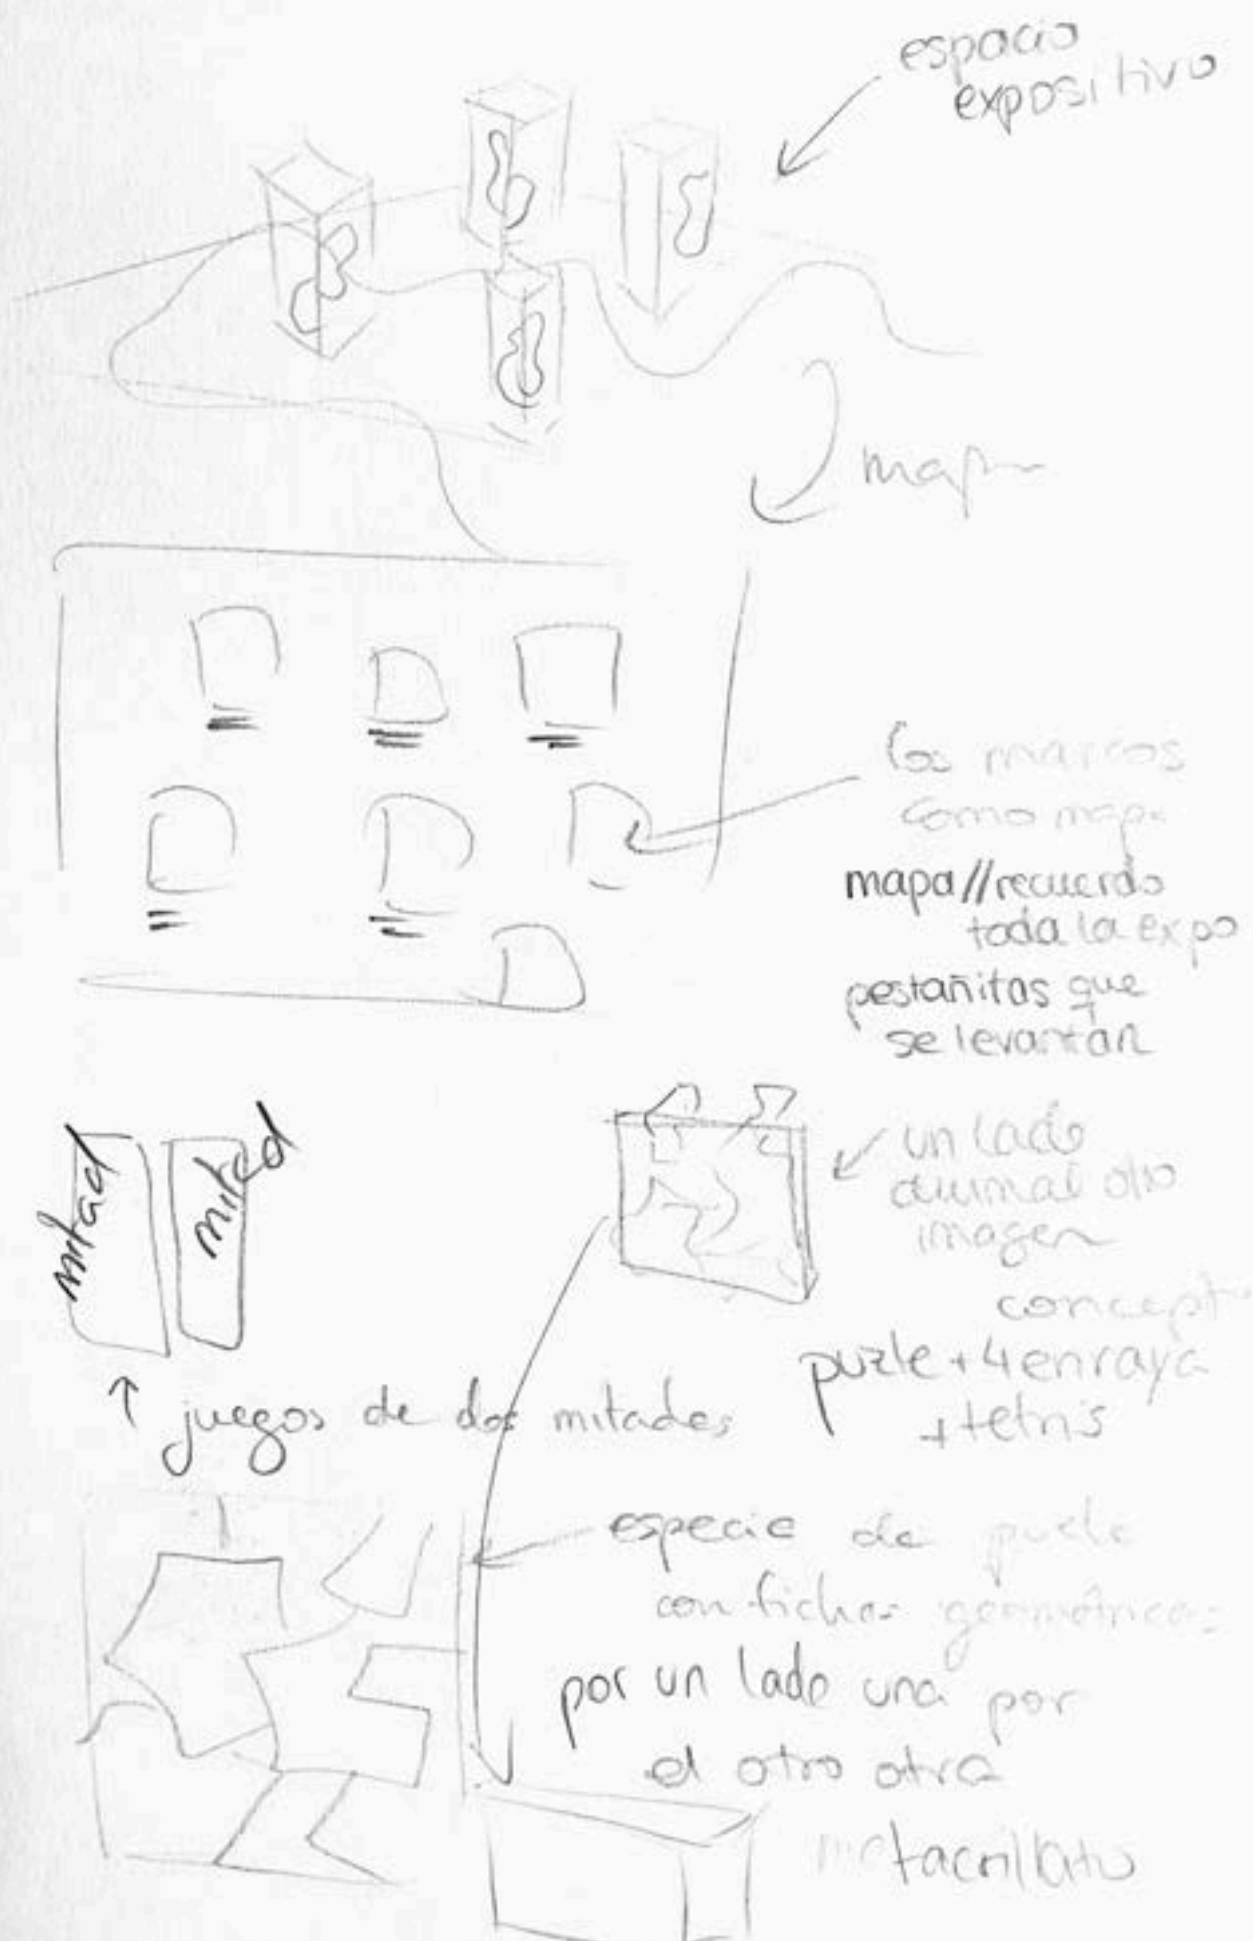 espacio
expositivo
mapa
los marcos
como mapa
mapa//recuerdo
toda la expo
pestañitas que
se levantan
mitad
mitad
un lado
animal otro
imagen
concepto
puzle + 4 en raya
+ tetris
juegos de dos mitades
especie de puzle
con fichas geométricas
por un lado una por
el otro otra
metacrillato